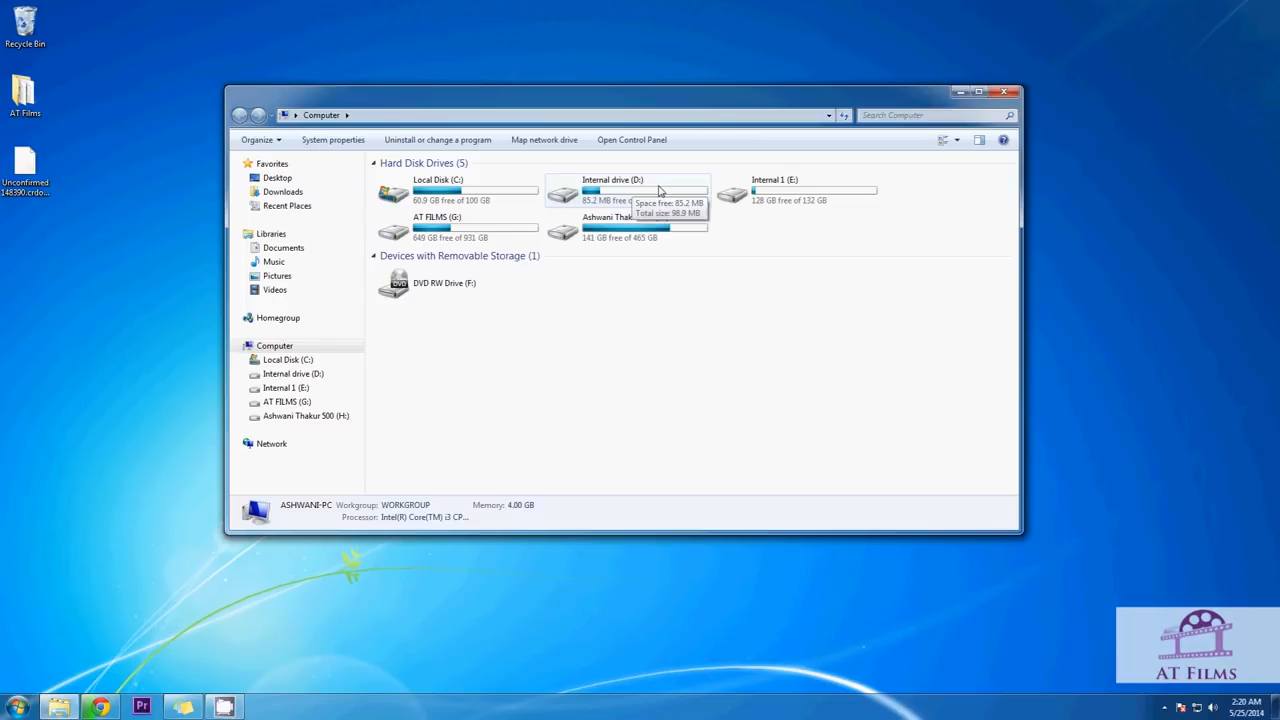 Recycle Bin
AT Films
Unconfirmed
148390.crdo...
Computer
Search Computer
Organize
System properties
Uninstall or change a program
Map network drive
Open Control Panel
Favorites
Desktop
Downloads
Recent Places
Libraries
Documents
Music
Pictures
Videos
Homegroup
Computer
Local Disk (C:)
Internal drive (D:)
Internal 1 (E:)
AT FILMS (G:)
Ashwani Thakur 500 (H:)
Network
Hard Disk Drives (5)
Local Disk (C:)
60.9 GB free of 100 GB
Internal drive (D:)
85.2 MB free
Space free: 85.2 MB
Total size: 98.9 MB
Internal 1 (E:)
128 GB free of 132 GB
AT FILMS (G:)
649 GB free of 931 GB
Ashwani
141 GB free of 465 GB
Devices with Removable Storage (1)
DVD
DVD RW Drive (F:)
ASHWANI-PC
Workgroup: WORKGROUP
Memory: 4.00 GB
Processor: Intel(R) Core(TM) i3 CP...
AT FILMS
Pr
2:20 AM
5/25/2014